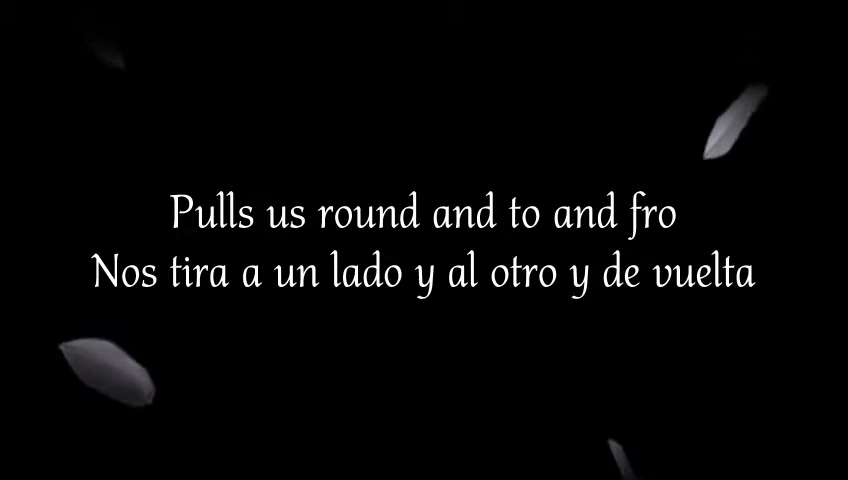 Pulls us round and to and fro
Nos tira a un lado y al otro y de vuelta